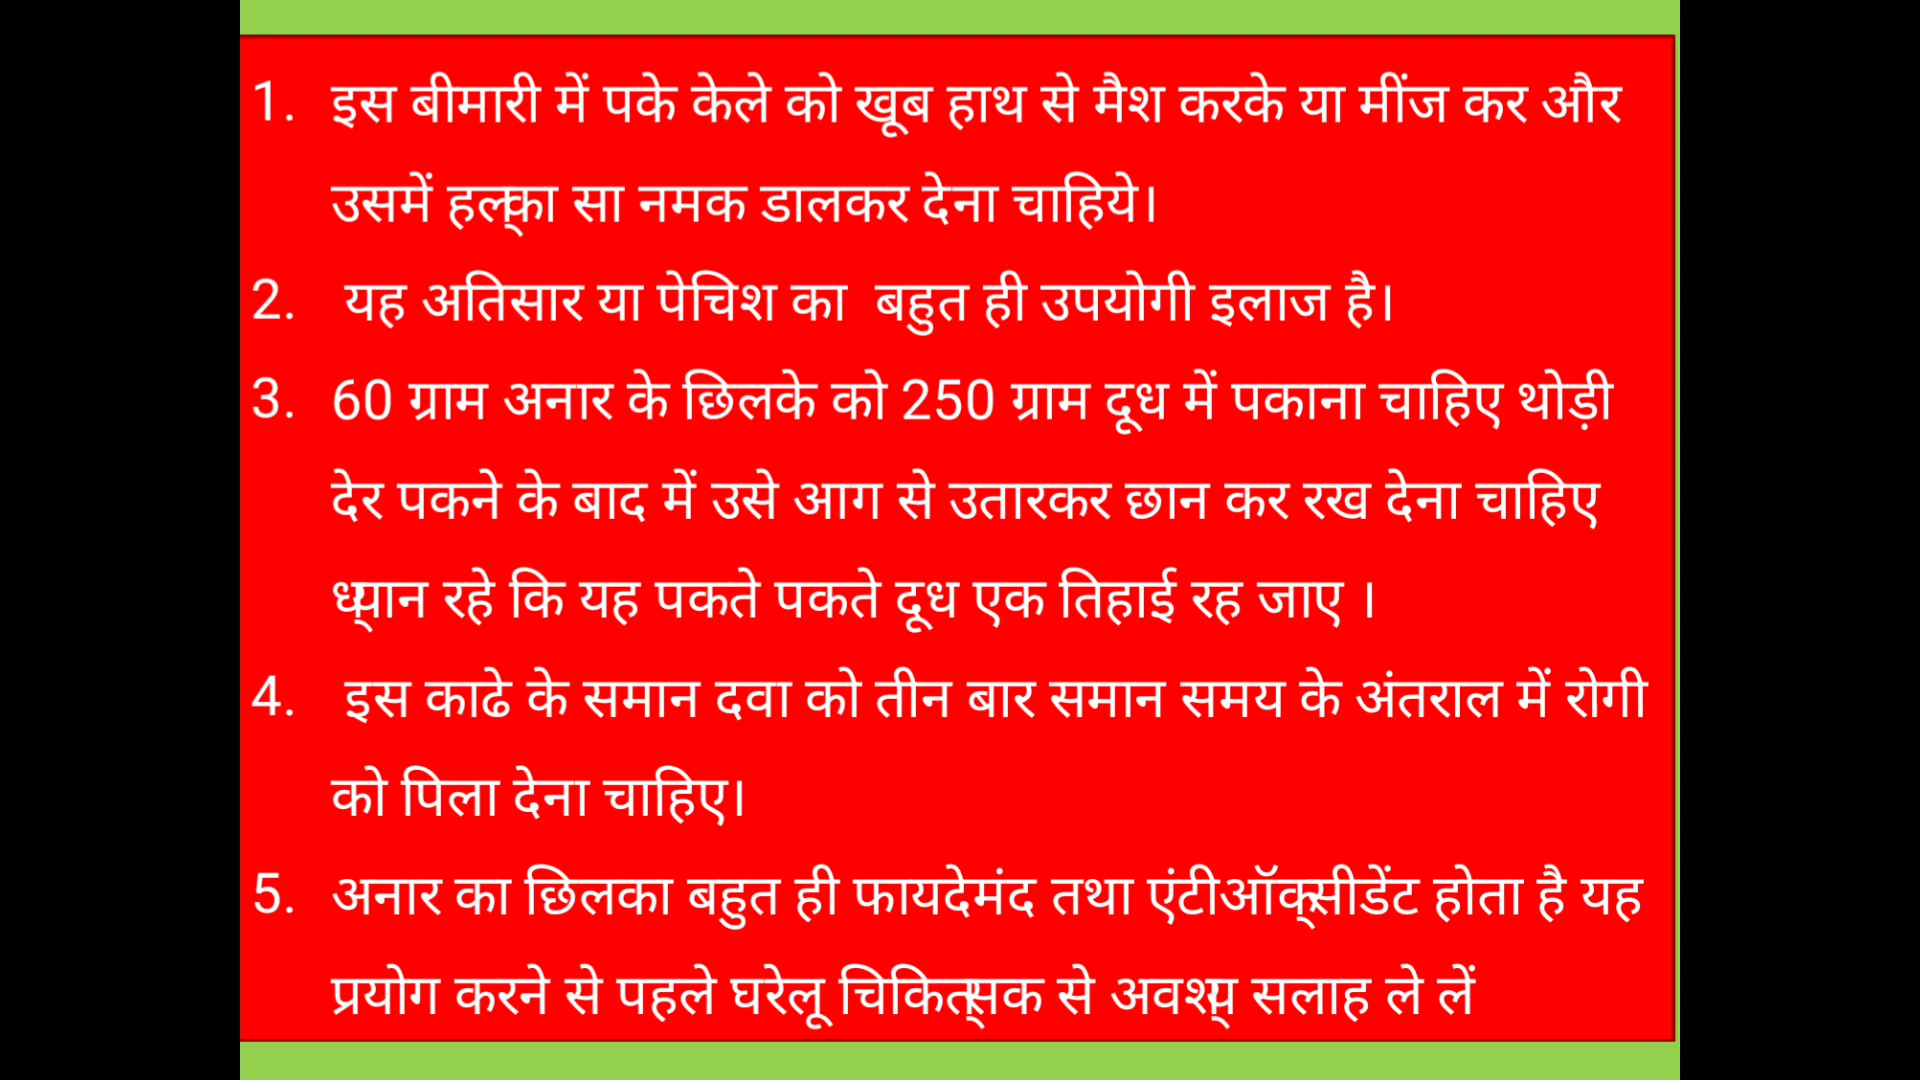 1. इस बीमारी में पके केले को खूब हाथ से मैश करके या मींज कर और
उसमें हल्का सा नमक डालकर देना चाहिये।
2. यह अतिसार या पेचिश का बहुत ही उपयोगी इलाज है।
3. 60 ग्राम अनार के छिलके को 250 ग्राम दूध में पकाना चाहिए थोड़ी
देर पकने के बाद में उसे आग से उतारकर छान कर रख देना चाहिए
ध्यान रहे कि यह पकते पकते दूध एक तिहाई रह जाए ।
4. इस काढे के समान दवा को तीन बार समान समय के अंतराल में रोगी
को पिला देना चाहिए।
5. अनार का छिलका बहुत ही फायदेमंद तथा एंटीऑक्सीडेंट होता है यह
प्रयोग करने से पहले घरेलू चिकित्सक से अवश्य सलाह ले लें